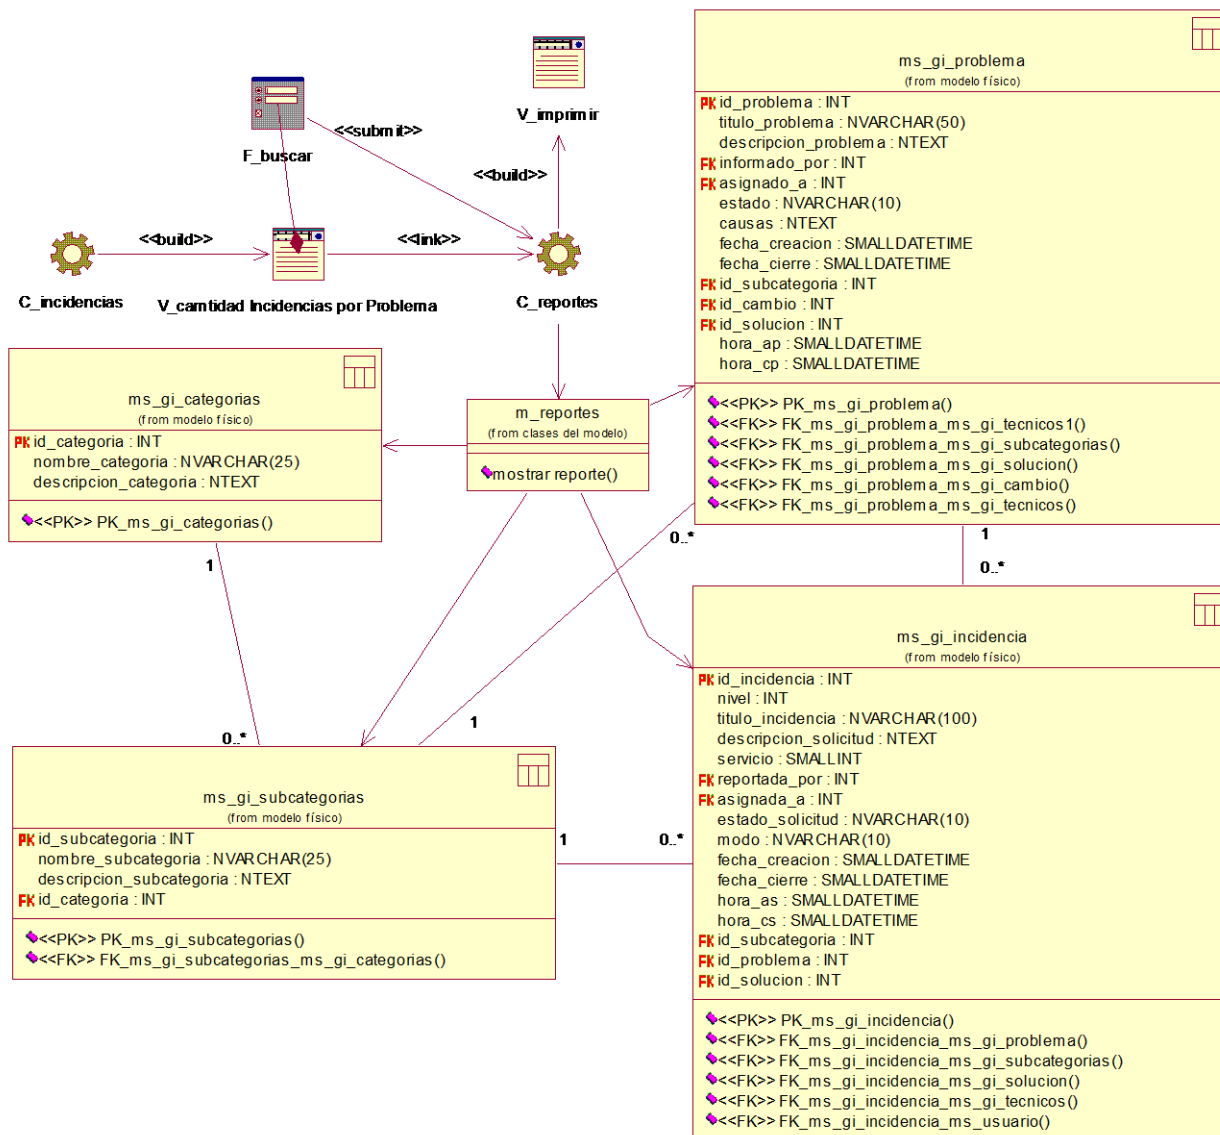 V_imprimir
F_buscar
<<submit>>
<<build>>
<<build>>
<<link>>
C_incidencias
V_camtidad Incidencias por Problema
C_reportes
ms_gi_problema
(from modelo físico)
PK id_problema : INT
titulo_problema : NVARCHAR(50)
descripcion_problema : NTEXT
FK informado_por : INT
FK asignado_a : INT
estado : NVARCHAR(10)
causas : NTEXT
fecha_creacion : SMALLDATETIME
fecha_cierre : SMALLDATETIME
FK id_subcategoria : INT
FK id_cambio : INT
FK id_solucion : INT
hora_ap : SMALLDATETIME
hora_cp : SMALLDATETIME
<<PK>> PK_ms_gi_problema()
<<FK>> FK_ms_gi_problema_ms_gi_tecnicos1()
<<FK>> FK_ms_gi_problema_ms_gi_subcategorias()
<<FK>> FK_ms_gi_problema_ms_gi_solucion()
<<FK>> FK_ms_gi_problema_ms_gi_cambio()
<<FK>> FK_ms_gi_problema_ms_gi_tecnicos()
ms_gi_categorias
(from modelo físico)
PK id_categoria : INT
nombre_categoria : NVARCHAR(25)
descripcion_categoria : NTEXT
<<PK>> PK_ms_gi_categorias()
m_reportes
(from clases del modelo)
mostrar reporte()
1
0..*
0..*
1
1
0..*
1
0..*
ms_gi_subcategorias
(from modelo físico)
PK id_subcategoria : INT
nombre_subcategoria : NVARCHAR(25)
descripcion_subcategoria : NTEXT
FK id_categoria : INT
<<PK>> PK_ms_gi_subcategorias()
<<FK>> FK_ms_gi_subcategorias_ms_gi_categorias()
ms_gi_incidencia
(from modelo físico)
PK id_incidencia : INT
nivel : INT
titulo_incidencia : NVARCHAR(100)
descripcion_solicitud : NTEXT
servicio : SMALLINT
FK reportada_por : INT
FK asignada_a : INT
estado_solicitud : NVARCHAR(10)
modo : NVARCHAR(10)
fecha_creacion : SMALLDATETIME
fecha_cierre : SMALLDATETIME
hora_as : SMALLDATETIME
hora_cs : SMALLDATETIME
FK id_subcategoria : INT
FK id_problema : INT
FK id_solucion : INT
<<PK>> PK_ms_gi_incidencia()
<<FK>> FK_ms_gi_incidencia_ms_gi_problema()
<<FK>> FK_ms_gi_incidencia_ms_gi_subcategorias()
<<FK>> FK_ms_gi_incidencia_ms_gi_solucion()
<<FK>> FK_ms_gi_incidencia_ms_gi_tecnicos()
<<FK>> FK_ms_gi_incidencia_ms_usuario()